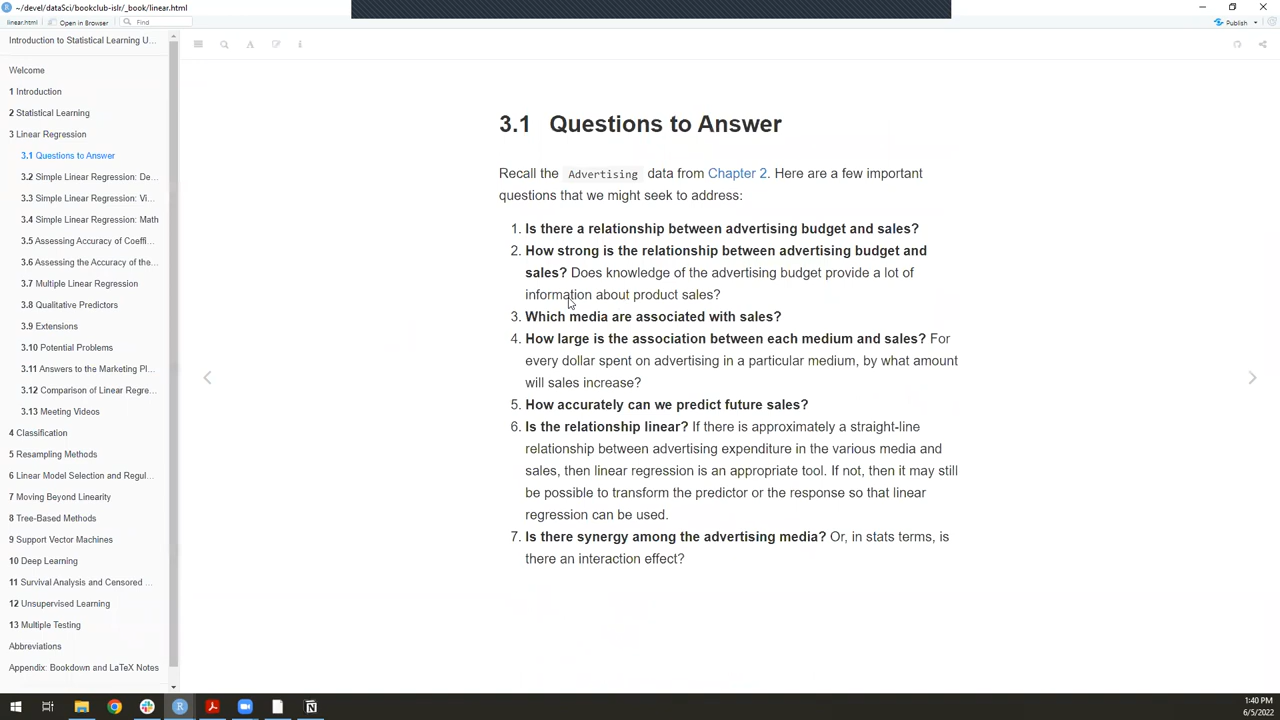 ~/devel/dataSci/bookclub-islr/_book/linear.html
linear.html
Open in Browser
Find
Publish
Introduction to Statistical Learning U...
Welcome
1 Introduction
2 Statistical Learning
3 Linear Regression
3.1 Questions to Answer
3.2 Simple Linear Regression: De...
3.3 Simple Linear Regression: Vi...
3.4 Simple Linear Regression: Math
3.5 Assessing Accuracy of Coeffi...
3.6 Assessing the Accuracy of the...
3.7 Multiple Linear Regression
3.8 Qualitative Predictors
3.9 Extensions
3.10 Potential Problems
3.11 Answers to the Marketing Pl...
3.12 Comparison of Linear Regre...
3.13 Meeting Videos
4 Classification
5 Resampling Methods
6 Linear Model Selection and Regul...
7 Moving Beyond Linearity
8 Tree-Based Methods
9 Support Vector Machines
10 Deep Learning
11 Survival Analysis and Censored ...
12 Unsupervised Learning
13 Multiple Testing
Abbreviations
Appendix: Bookdown and LaTeX Notes
3.1 Questions to Answer
Recall the Advertising data from Chapter 2. Here are a few important
questions that we might seek to address:
1. Is there a relationship between advertising budget and sales?
2. How strong is the relationship between advertising budget and
sales? Does knowledge of the advertising budget provide a lot of
information about product sales?
3. Which media are associated with sales?
4. How large is the association between each medium and sales? For
every dollar spent on advertising in a particular medium, by what amount
will sales increase?
5. How accurately can we predict future sales?
6. Is the relationship linear? If there is approximately a straight-line
relationship between advertising expenditure in the various media and
sales, then linear regression is an appropriate tool. If not, then it may still
be possible to transform the predictor or the response so that linear
regression can be used.
7. Is there synergy among the advertising media? Or, in stats terms, is
there an interaction effect?
1:40 PM
6/5/2022